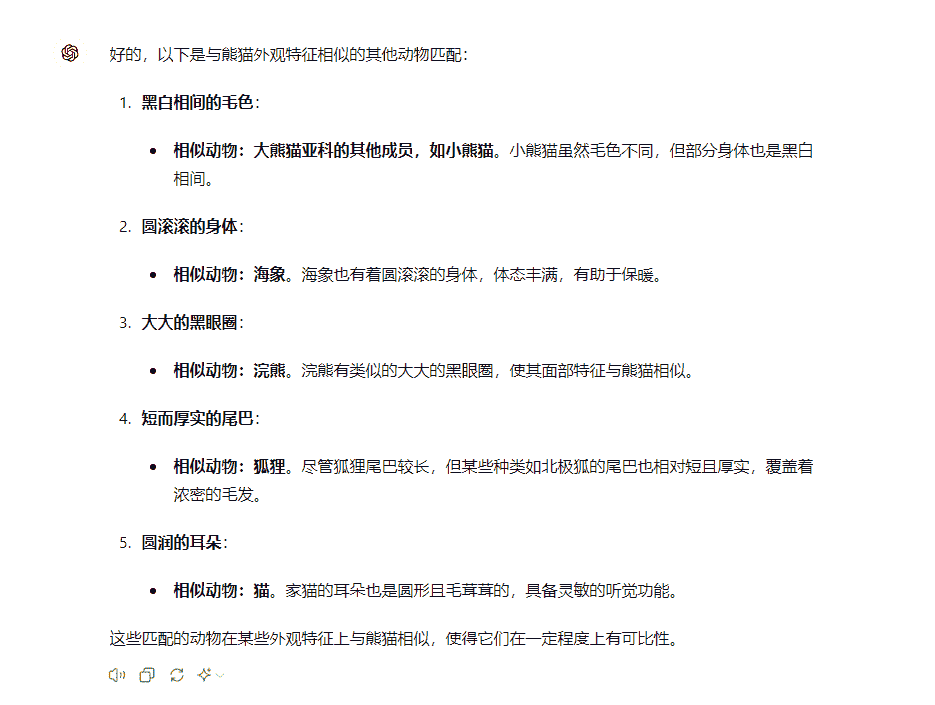 好的，以下是与熊猫外观特征相似的其他动物匹配：
1. 黑白相间的毛色：
• 相似动物：大熊猫亚科的其他成员，如小熊猫。小熊猫虽然毛色不同，但部分身体也是黑白
相间。
2. 圆滚滚的身体：
• 相似动物：海象。海象也有着圆滚滚的身体，体态丰满，有助于保暖。
3. 大大的黑眼圈：
• 相似动物：浣熊。浣熊有类似的大大的黑眼圈，使其面部特征与熊猫相似。
4. 短而厚实的尾巴：
• 相似动物：狐狸。尽管狐狸尾巴较长，但某些种类如北极狐的尾巴也相对短且厚实，覆盖着
浓密的毛发。
5. 圆润的耳朵：
• 相似动物：猫。家猫的耳朵也是圆形且毛茸茸的，具备灵敏的听觉功能。
这些匹配的动物在某些外观特征上与熊猫相似，使得它们在一定程度上有可比性。